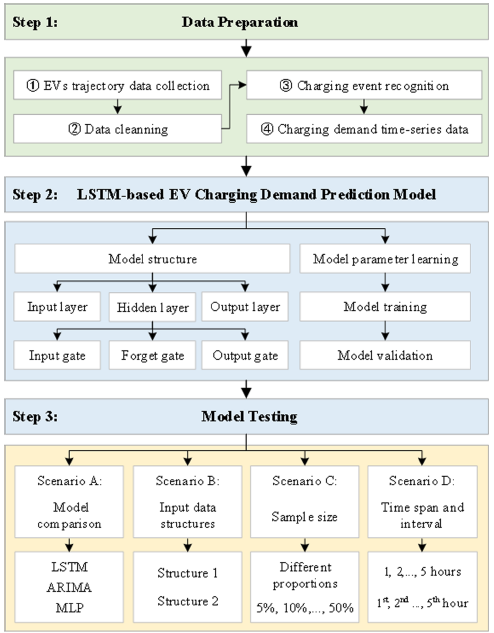 Step 1: Data Preparation
① EVs trajectory data collection
② Data cleanning
③ Charging event recognition
④ Charging demand time-series data
Step 2: LSTM-based EV Charging Demand Prediction Model
Model structure
Input layer
Hidden layer
Output layer
Input gate
Forget gate
Output gate
Model parameter learning
Model training
Model validation
Step 3: Model Testing
Scenario A:
Model
comparison
LSTM
ARIMA
MLP
Scenario B:
Input data
structures
Structure 1
Structure 2
Scenario C:
Sample size
Different
proportions
5%, 10%,..., 50%
Scenario D:
Time span and
interval
1, 2,..., 5 hours
1st, 2nd ..., 5th hour